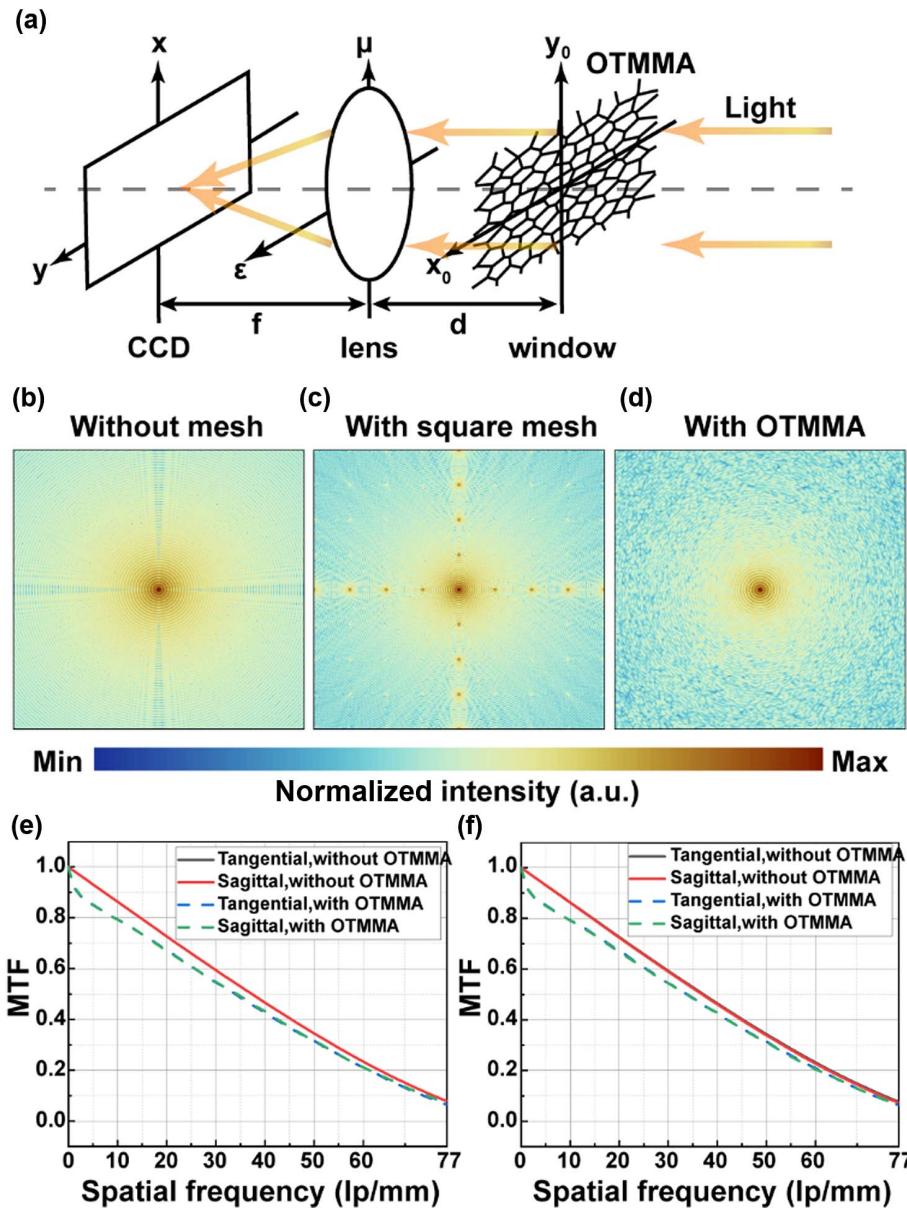 (a)
x
μ
y₀
OTMMA
Light
y
ε
x₀
f
d
CCD
lens
window
(b)
(c)
(d)
Without mesh
With square mesh
With OTMMA
Min
Max
Normalized intensity (a.u.)
(e)
(f)
1.0
0.8
0.6
0.4
0.2
0.0
MTF
Tangential,without OTMMA
Sagittal,without OTMMA
Tangential,with OTMMA
Sagittal,with OTMMA
0 10 20 30 40 50 60 77
Spatial frequency (lp/mm)
1.0
0.8
0.6
0.4
0.2
0.0
MTF
Tangential,without OTMMA
Sagittal,without OTMMA
Tangential,with OTMMA
Sagittal,with OTMMA
0 10 20 30 40 50 60 77
Spatial frequency (lp/mm)